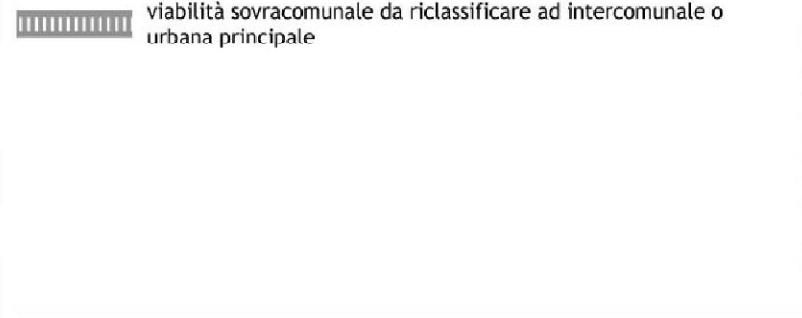 viabilità sovracomunale da riclassificare ad intercomunale o
urbana principale